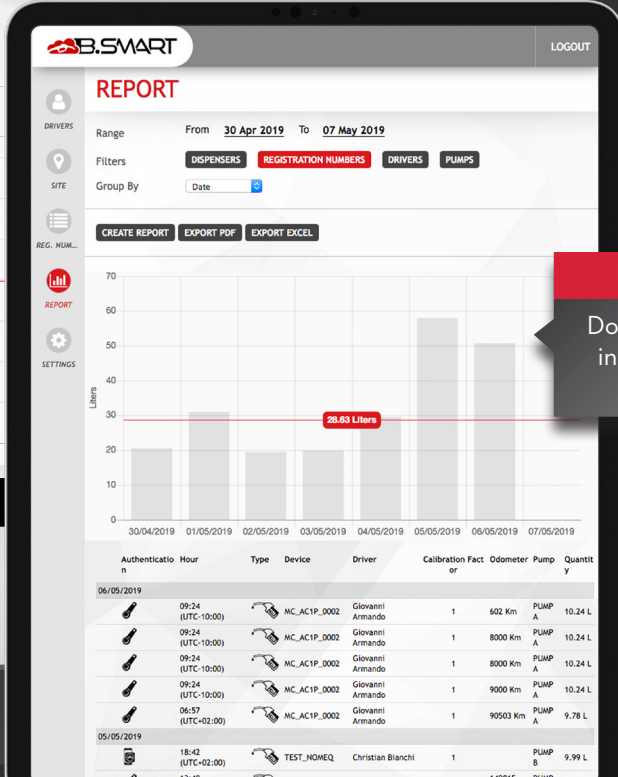 B.SMART
LOGOUT
REPORT
DRIVERS
SITE
REG. NUM...
REPORT
SETTINGS
Range From 30 Apr 2019 To 07 May 2019
Filters DISPENSERS REGISTRATION NUMBERS DRIVERS PUMPS
Group By Date
CREATE REPORT EXPORT PDF EXPORT EXCEL
Liters
70
60
50
40
30
20
10
0
28.63 Liters
30/04/2019 01/05/2019 02/05/2019 03/05/2019 04/05/2019 05/05/2019 06/05/2019 07/05/2019
Do
in
Authenticatio Hour Type Device Driver Calibration Fact Odometer Pump Quantit
n or y
06/05/2019
09:24 Giovanni PUMP
MC_AC1P_0002 1 602 Km 10.24 L
(UTC-10:00) Armando A
09:24 Giovanni PUMP
MC_AC1P_0002 1 8000 Km 10.24 L
(UTC-10:00) Armando A
09:24 Giovanni PUMP
MC_AC1P_0002 1 8000 Km 10.24 L
(UTC-10:00) Armando A
09:24 Giovanni PUMP
MC_AC1P_0002 1 9000 Km 10.24 L
(UTC-10:00) Armando A
06:57 Giovanni PUMP
MC_AC1P_0002 1 90503 Km 9.78 L
(UTC+02:00) Armando A
05/05/2019
18:42 PUMP
TEST_NOMEQ Christian Bianchi 1 9.99 L
(UTC+02:00) B